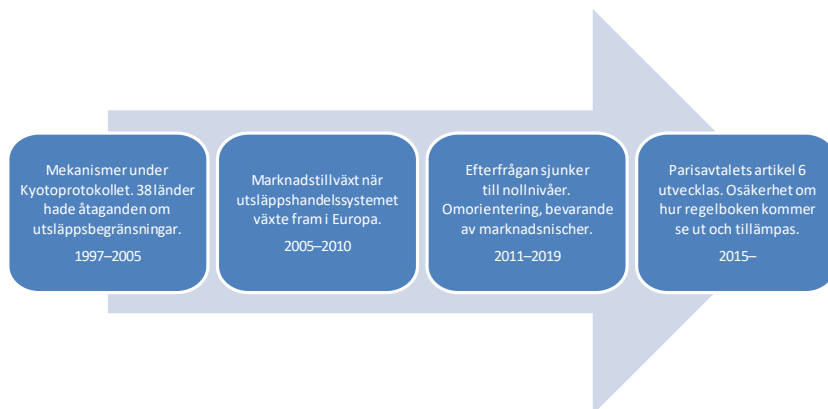 Mekanismer under
Kyotoprotokollet. 38 länder
hade åtaganden om
utsläppsbegränsningar.
1997–2005
Marknadstillväxt när
utsläppshandelssystemet
växte fram i Europa.
2005–2010
Efterfrågan sjunker
till nollnivåer.
Omorientering, bevarande
av marknadsnischer.
2011–2019
Parisavtalets artikel 6
utvecklas. Osäkerhet om
hur regelboken kommer
se ut och tillämpas.
2015–